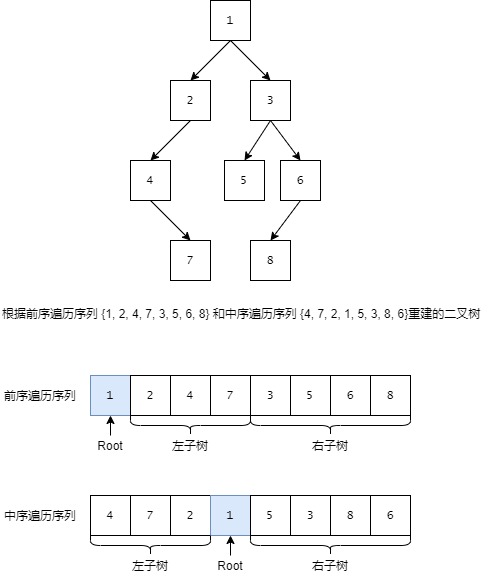 1
2 3
4 5 6
7 8
根据前序遍历序列 {1, 2, 4, 7, 3, 5, 6, 8} 和中序遍历序列 {4, 7, 2, 1, 5, 3, 8, 6}重建的二叉树
前序遍历序列 1 2 4 7 3 5 6 8
Root 左子树 右子树
中序遍历序列 4 7 2 1 5 3 8 6
左子树 Root 右子树